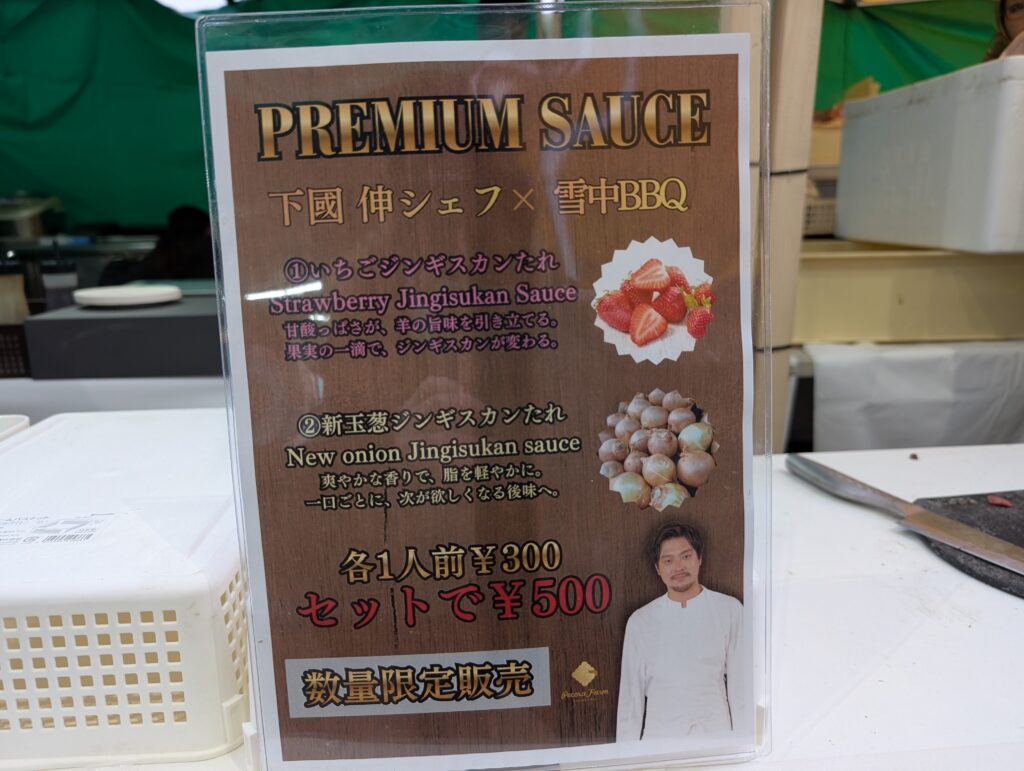 PREMIUM SAUCE
下國 伸シェフ× 雪中BBQ
①いちごジンギスカンたれ
Strawberry Jingisukan Sauce
甘酸っぱさが、羊の旨味を引き立てる。
果実の一滴で、ジンギスカンが変わる。
②新玉葱ジンギスカンたれ
New onion Jingisukan sauce
爽やかな香りで、脂を軽やかに。
一口ごとに、次が欲しくなる後味へ。
各1人前¥300
セットで¥500
数量限定販売
Pecora Farm